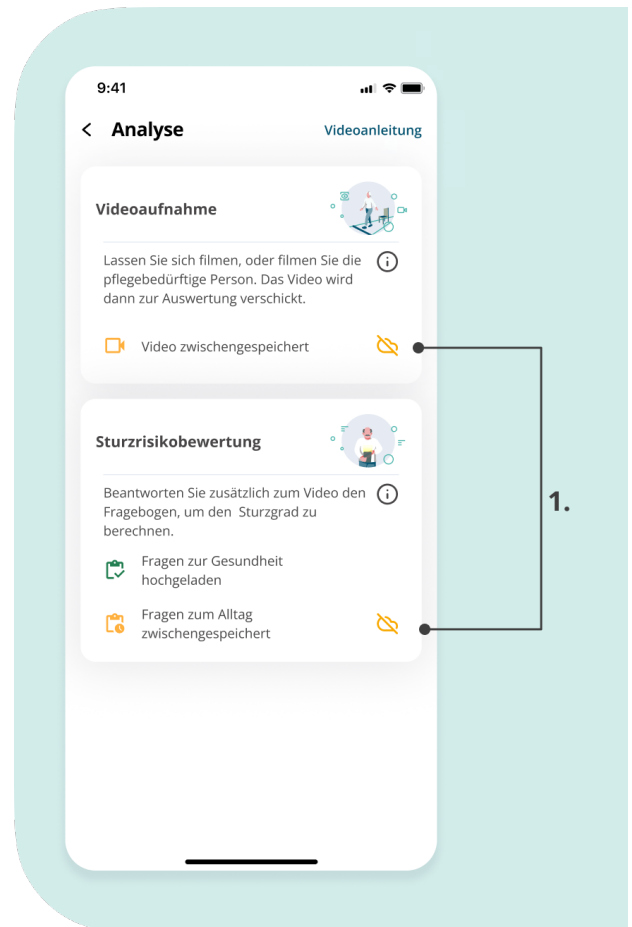 9:41
Analyse
Videoanleitung
Videoaufnahme
Lassen Sie sich filmen, oder filmen Sie die
pflegebedürftige Person. Das Video wird
dann zur Auswertung verschickt.
Video zwischengespeichert
Sturzrisikobewertung
Beantworten Sie zusätzlich zum Video den
Fragebogen, um den Sturzgrad zu
berechnen.
Fragen zur Gesundheit
hochgeladen
Fragen zum Alltag
zwischengespeichert
1.